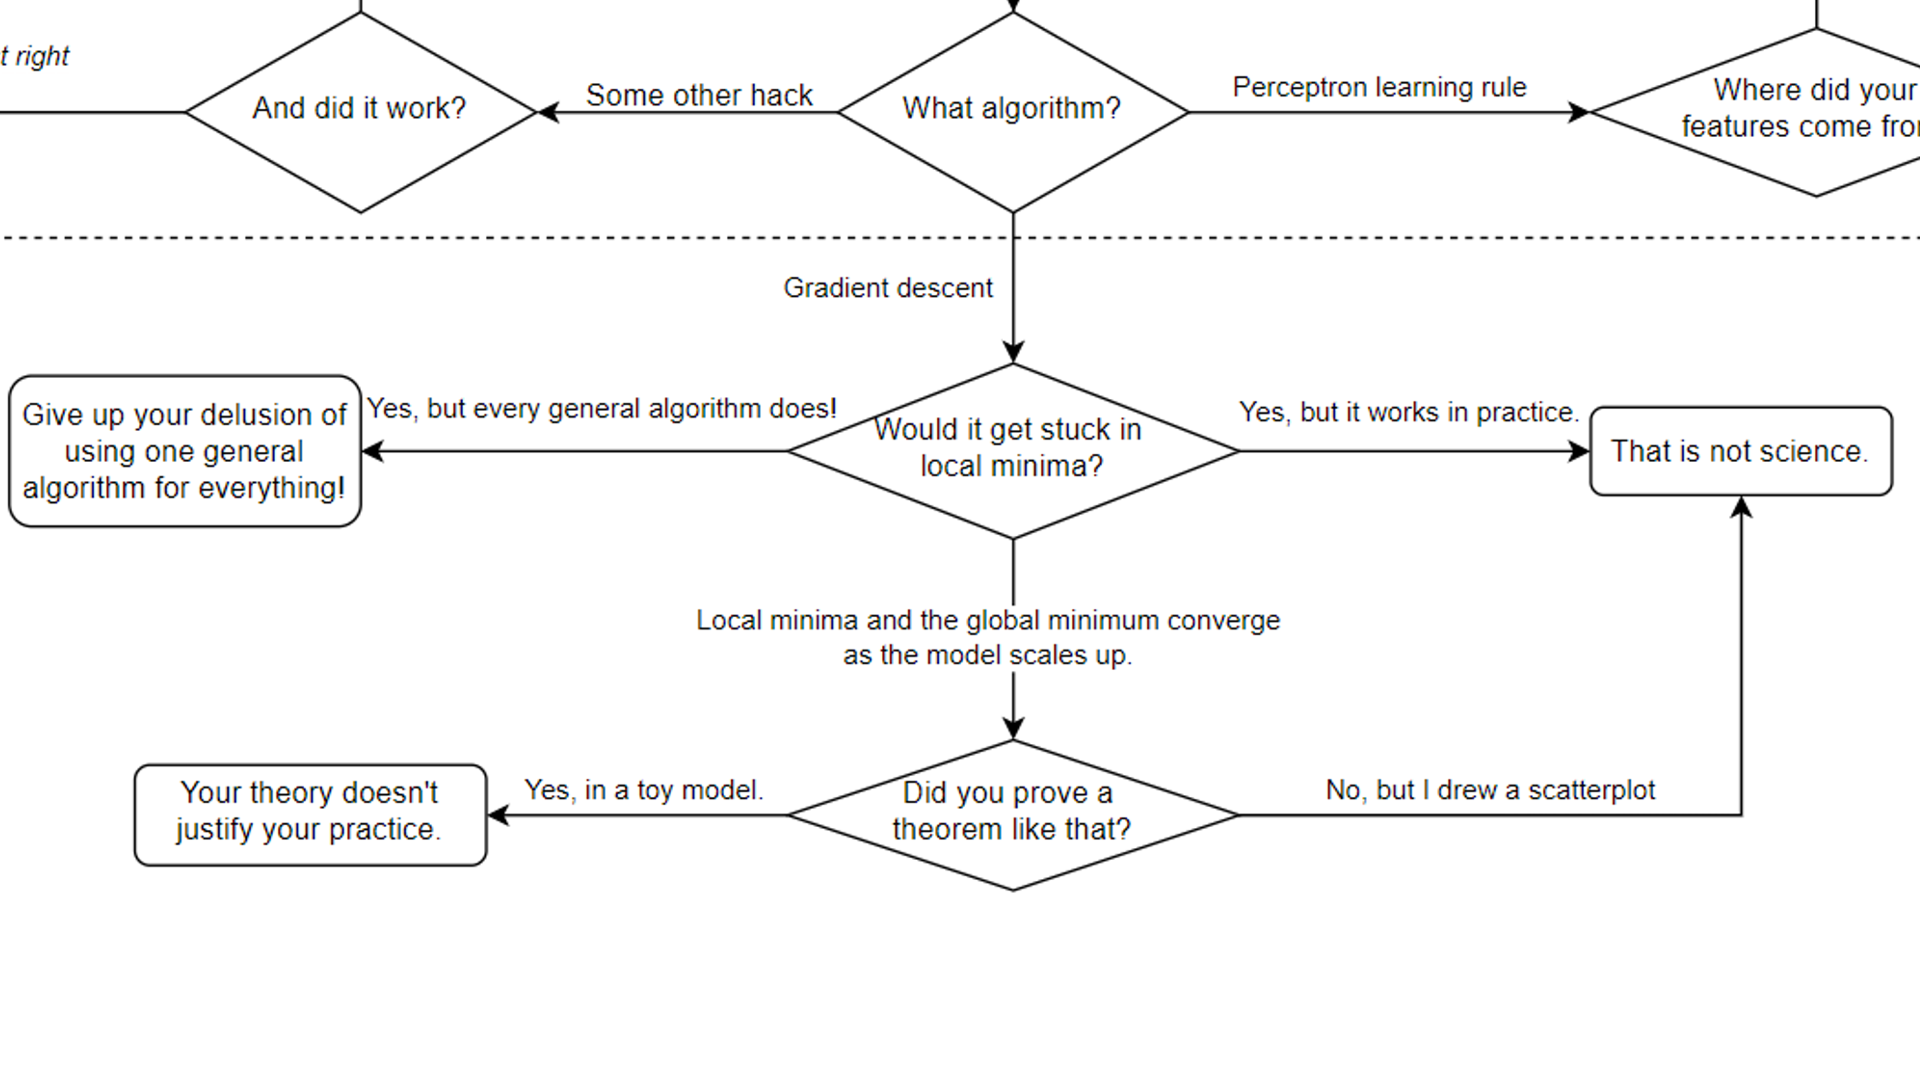 t right
And did it work?
Some other hack
What algorithm?
Perceptron learning rule
Where did your
features come
Gradient descent
Give up your delusion of
using one general
algorithm for everything!
Yes, but every general algorithm does!
Would it get stuck in
local minima?
Yes, but it works in practice.
That is not science.
Local minima and the global minimum converge
as the model scales up.
Your theory doesn't
justify your practice.
Yes, in a toy model.
Did you prove a
theorem like that?
No, but I drew a scatterplot